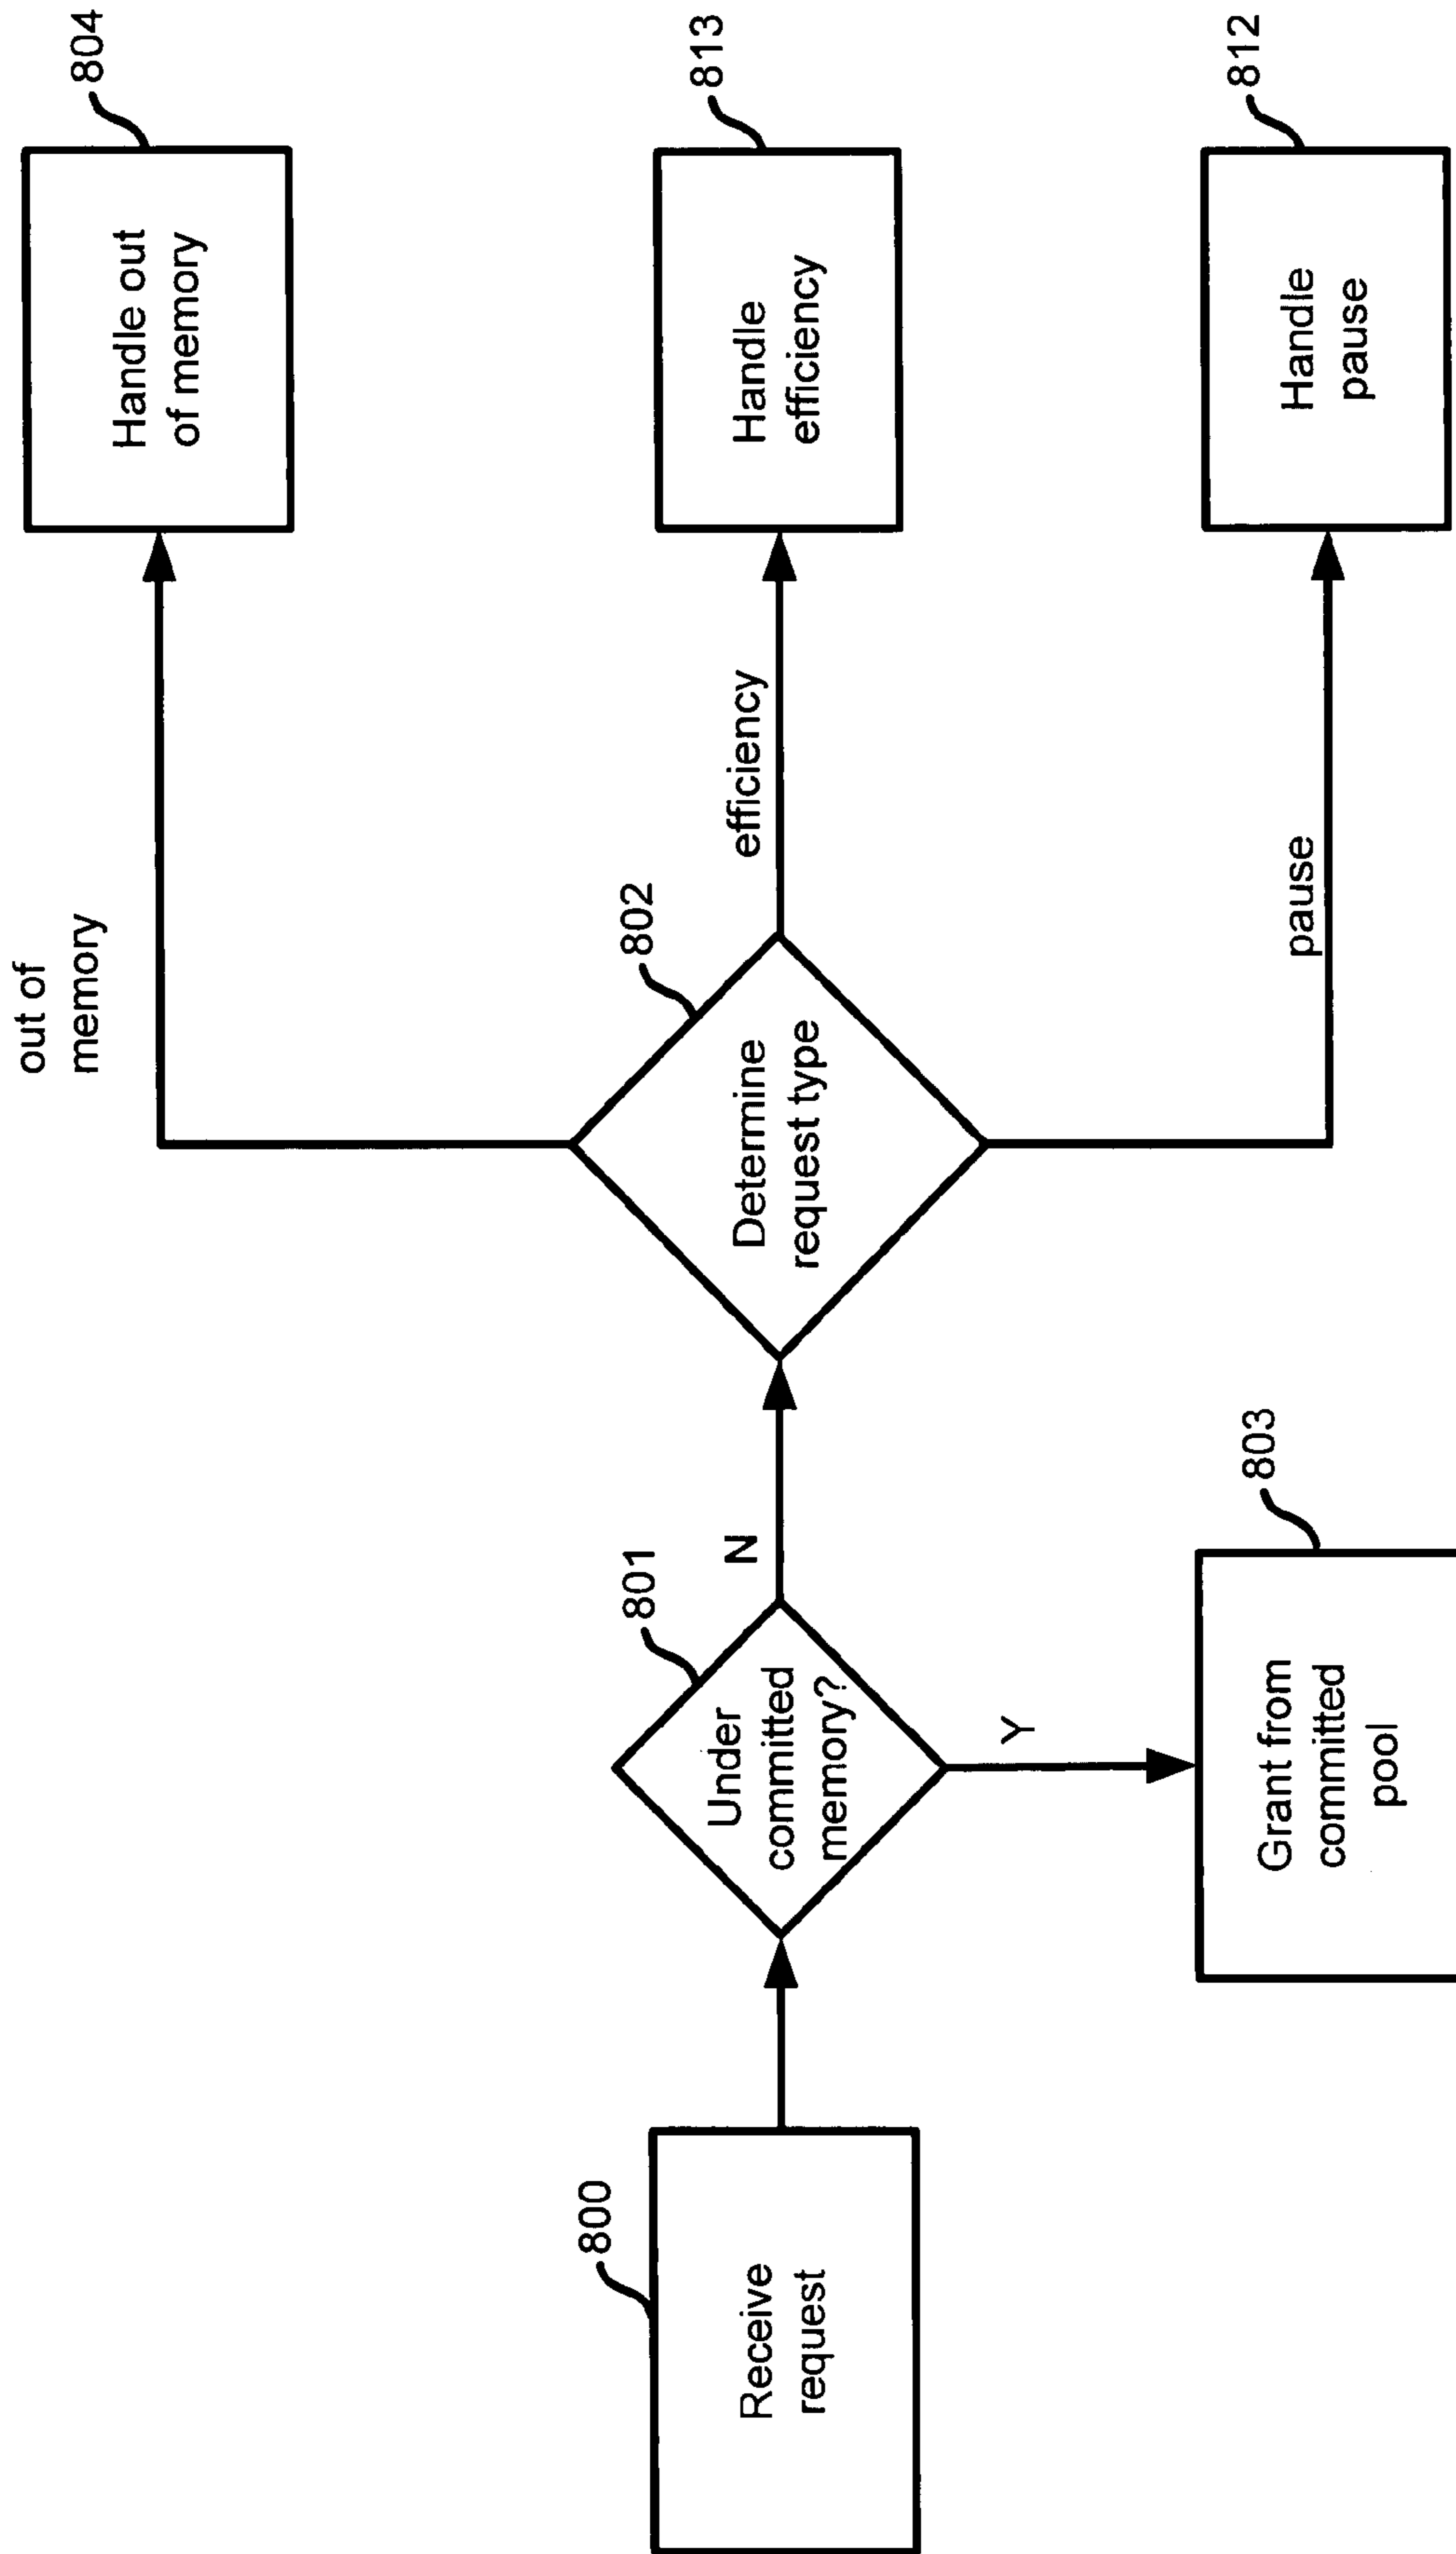 800
Receive
request
801
Under
committed
memory?
N
Y
803
Grant from
committed
pool
802
Determine
request type
out of
memory
efficiency
pause
804
Handle out
of memory
813
Handle
efficiency
812
Handle
pause